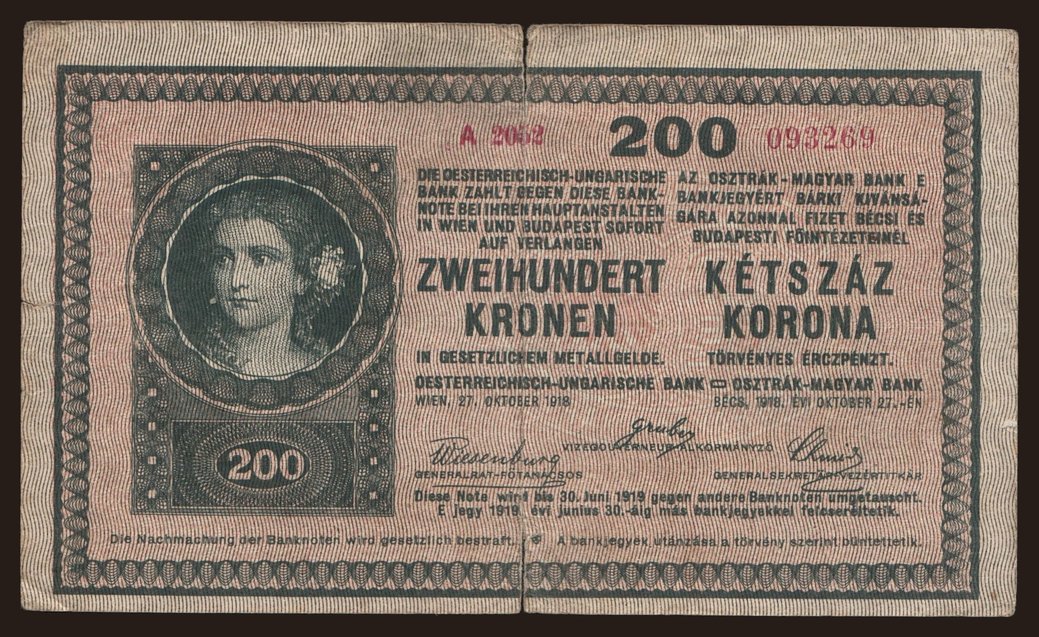 A 2052 200 093269
DIE OESTERREICHISCH-UNGARISCHE
BANK ZAHLT GEGEN DIESE BANK-
NOTE BEI IHREN HAUPTANSTALTEN
IN WIEN UND BUDAPEST SOFORT
AUF VERLANGEN
ZWEIHUNDERT
KRONEN
IN GESETZLICHEM METALLGELDE.
AZ OSZTRÁK-MAGYAR BANK E
BANKJEGYÉRT BÁRKI KIVÁNSÁ-
GÁRA AZONNAL FIZET BÉCSI ÉS
BUDAPESTI FŐINTÉZETEINÉL
KÉTSZÁZ
KORONA
TÖRVÉNYES ÉRCZPÉNZT.
OESTERREICHISCH-UNGARISCHE BANK OSZTRÁK-MAGYAR BANK
WIEN, 27. OKTOBER 1918 BÉCS, 1918. ÉVI OKTÓBER 27.-ÉN
Wiesenburg
GENERALRAT-FŐTANÁCSOS
Gruber
VIZEGOUVERNEUR ALKORMÁNYZÓ
Schmid
GENERALSEKRETÄR-VEZÉRTITKÁR
200
Diese Note wird bis 30. Juni 1919 gegen andere Banknoten umgetauscht.
E jegy 1919. évi junius 30.-áig más bankjegyekkel felcseréltetik.
Die Nachmachung der Banknoten wird gesetzlich bestraft. A bankjegyek utánzása a törvény szerint büntettetik.